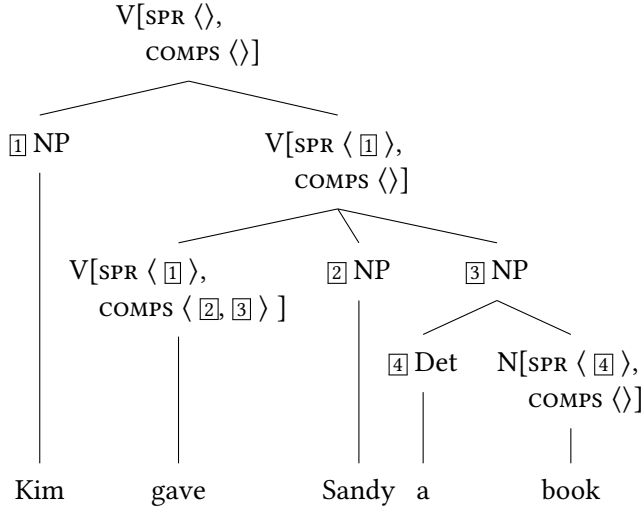 V[SPR ⟨⟩,
COMPS ⟨⟩]
1 NP V[SPR ⟨ 1 ⟩,
COMPS ⟨⟩]
V[SPR ⟨ 1 ⟩, 2 NP 3 NP
COMPS ⟨ 2, 3 ⟩ ]
4 Det N[SPR ⟨ 4 ⟩,
COMPS ⟨⟩]
Kim gave Sandy a book